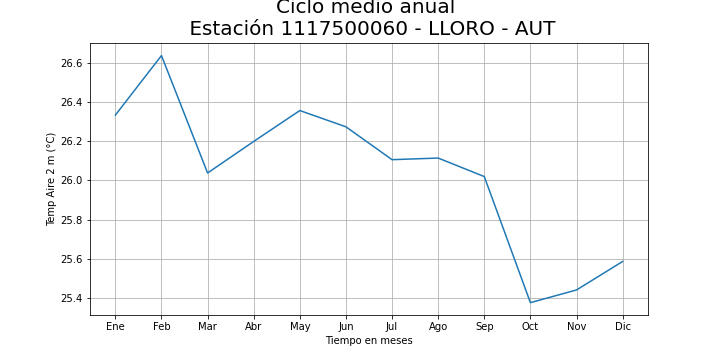 Ciclo medio anual
Estación 1117500060 - LLORO - AUT
26.6
26.4
26.2
26.0
25.8
25.6
25.4
Temp Aire 2 m (°C)
Ene Feb Mar Abr May Jun Jul Ago Sep Oct Nov Dic
Tiempo en meses